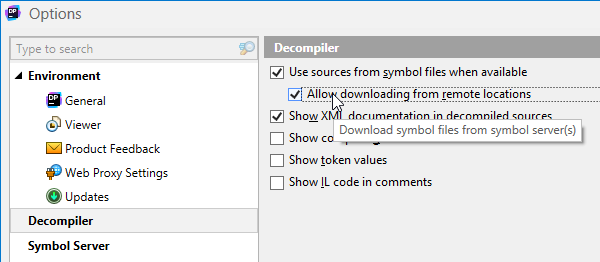 DP Options
Type to search
Environment
General
Viewer
Product Feedback
Web Proxy Settings
Updates
Decompiler
Symbol Server
Decompiler
Use sources from symbol files when available
Allow downloading from remote locations
Show XML documentation in decompiled sources
Download symbol files from symbol server(s)
Show
Show token values
Show IL code in comments